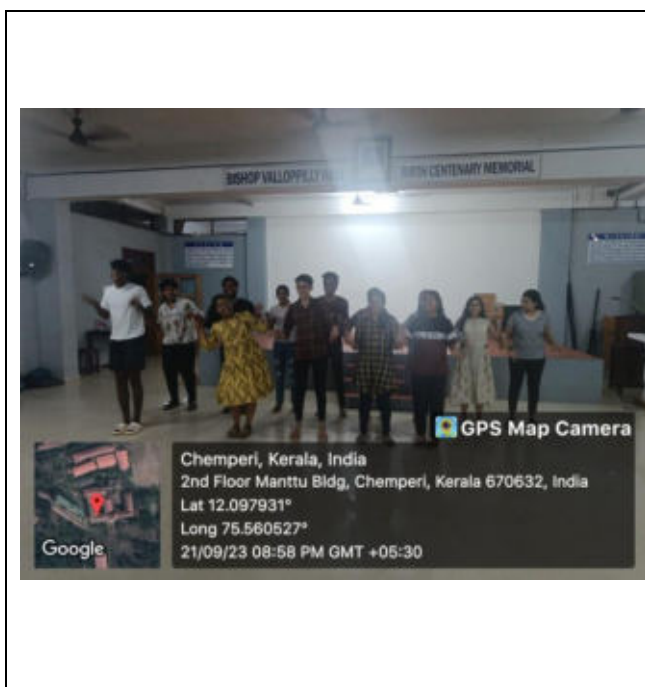 BISHOP VALLOPPILLY
BIRTH CENTENARY MEMORIAL
GPS Map Camera
Chemperi, Kerala, India
2nd Floor Manttu Bldg, Chemperi, Kerala 670632, India
Lat 12.097931°
Long 75.560527°
21/09/23 08:58 PM GMT +05:30
Google